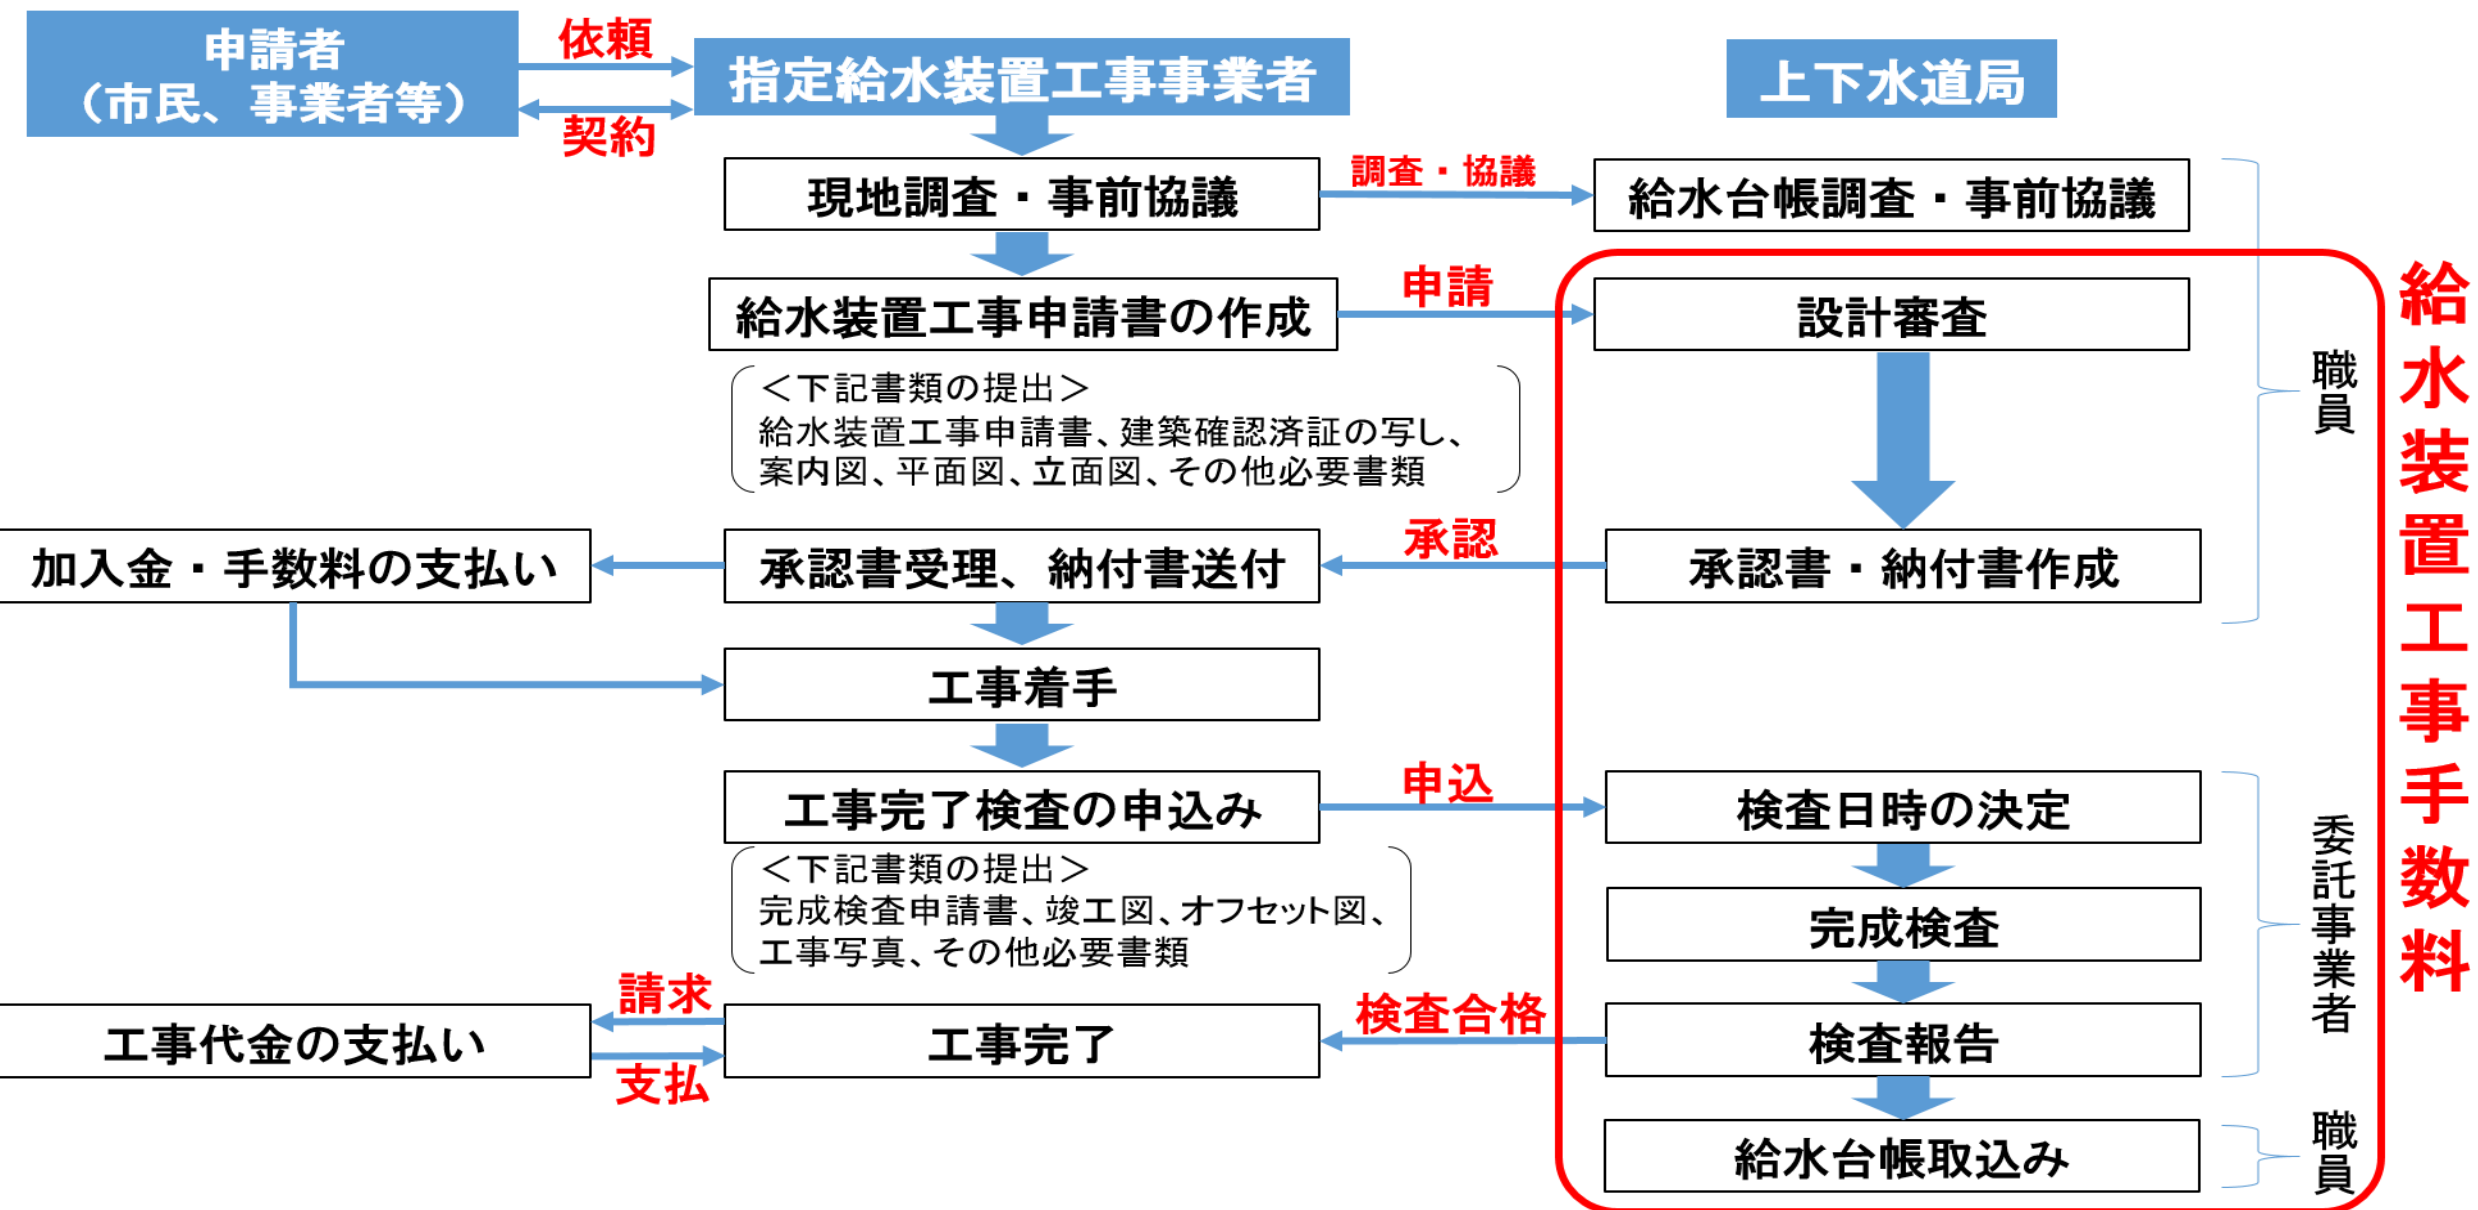 申請者
（市民、事業者等）
依頼
契約
指定給水装置工事事業者
上下水道局
現地調査・事前協議
調査・協議
給水台帳調査・事前協議
給水装置工事申請書の作成
申請
設計審査
＜下記書類の提出＞
給水装置工事申請書、建築確認済証の写し、
案内図、平面図、立面図、その他必要書類
職員
加入金・手数料の支払い
承認書受理、納付書送付
承認
承認書・納付書作成
工事着手
工事完了検査の申込み
申込
検査日時の決定
＜下記書類の提出＞
完成検査申請書、竣工図、オフセット図、
工事写真、その他必要書類
完成検査
委託事業者
工事代金の支払い
請求
支払
工事完了
検査合格
検査報告
給水台帳取込み
職員
給水装置工事手数料